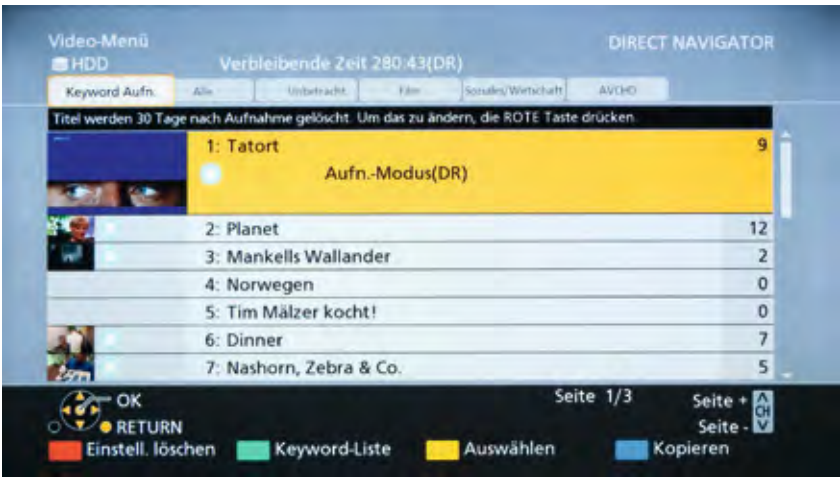 Video-Menü
DIRECT NAVIGATOR
HDD Verbleibende Zeit 280:43(DR)
Keyword Aufn. Alle Unbetracht. Film Soziales/Wirtschaft AVCHD
Titel werden 30 Tage nach Aufnahme gelöscht. Um das zu ändern, die ROTE Taste drücken.
1: Tatort 9
Aufn.-Modus(DR)
2: Planet 12
3: Mankells Wallander 2
4: Norwegen 0
5: Tim Mälzer kocht! 0
6: Dinner 7
7: Nashorn, Zebra & Co. 5
OK Seite 1/3 Seite +
CH
RETURN Seite -
Einstell. löschen Keyword-Liste Auswählen Kopieren